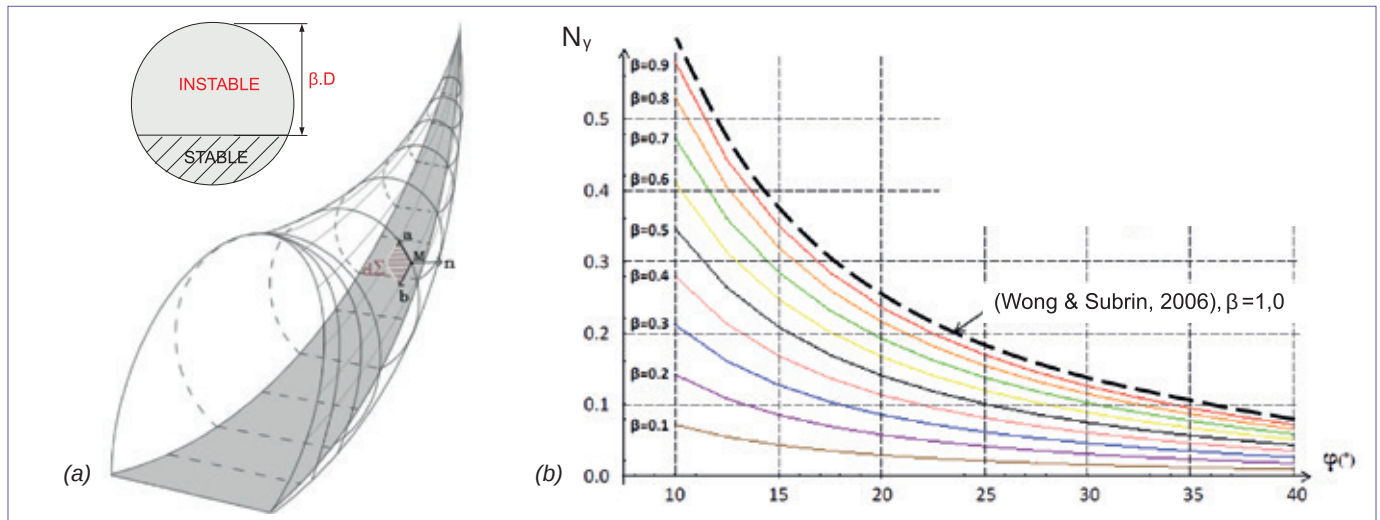 INSTABLE
β.D
STABLE
a
M
n
dΣ
b
(a)
Nγ
β=0.9
β=0.8
0.5
β=0.7
β=0.6
0.4
β=0.5
0.3
β=0.4
(Wong & Subrin, 2006), β=1,0
β=0.3
0.2
β=0.2
0.1
β=0.1
0.0
φ(°)
(b)
10 15 20 25 30 35 40